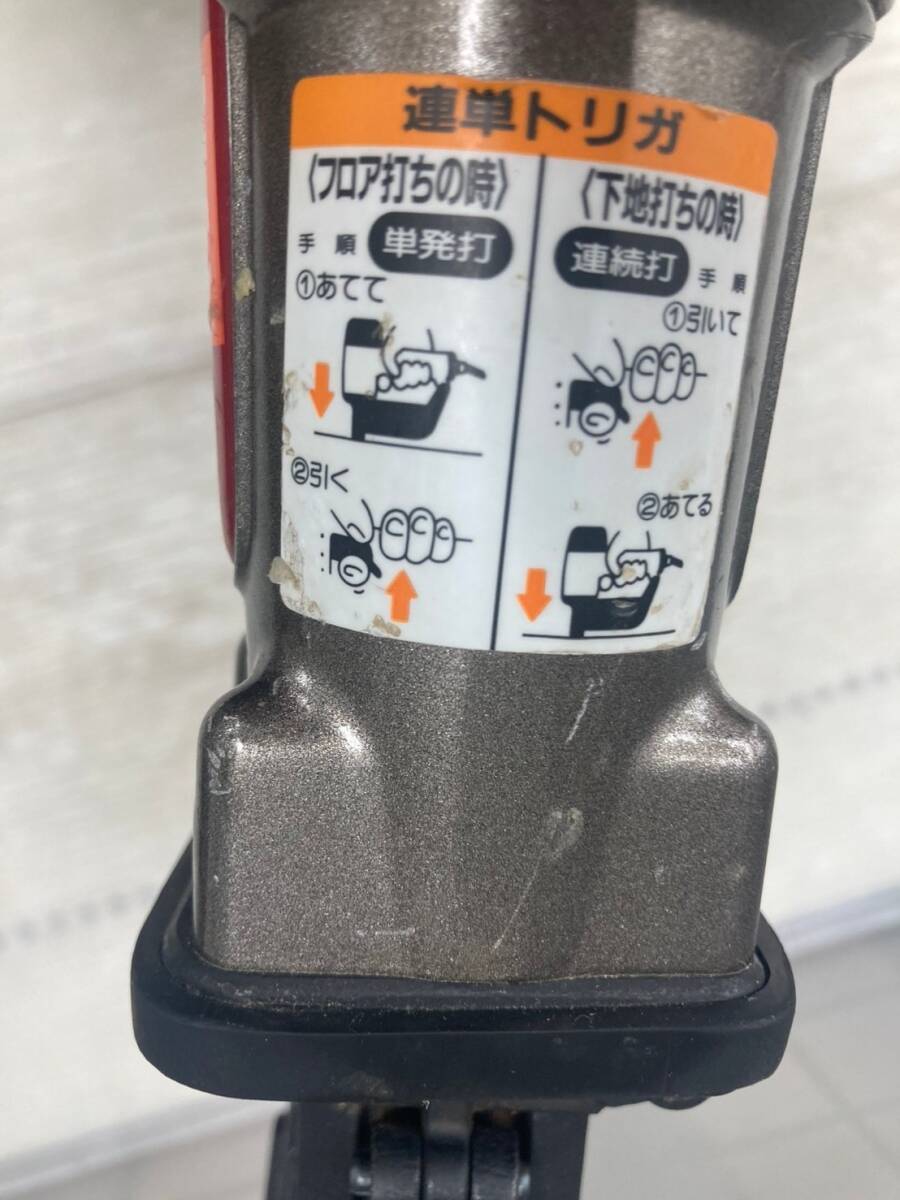 連単トリガ
〈フロア打ちの時〉
手順 単発打
①あてて
②引く
〈下地打ちの時〉
連続打 手順
①引いて
②あてる